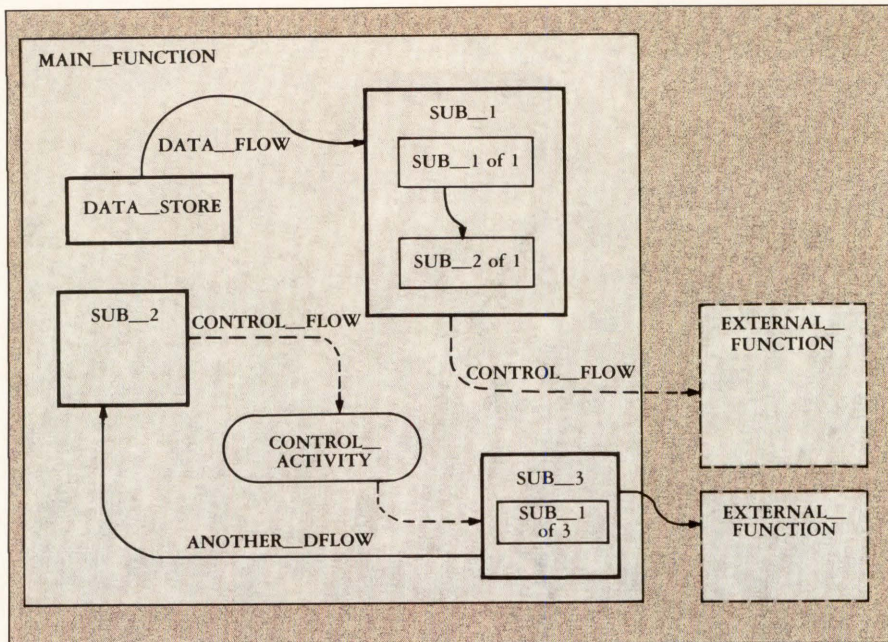 MAIN__FUNCTION
SUB__1
DATA__FLOW
SUB__1 of 1
DATA__STORE
SUB__2 of 1
SUB__2
CONTROL__FLOW
EXTERNAL__
FUNCTION
CONTROL__FLOW
CONTROL__
ACTIVITY
SUB__3
SUB__1
of 3
EXTERNAL__
FUNCTION
ANOTHER__DFLOW